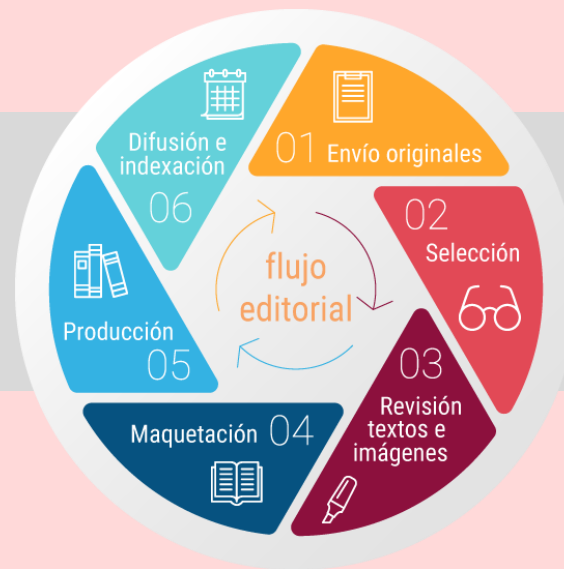 01 Envío originales
02
Selección
03
Revisión
textos e
imágenes
Maquetación 04
Producción
05
Difusión e
indexación
06
flujo
editorial